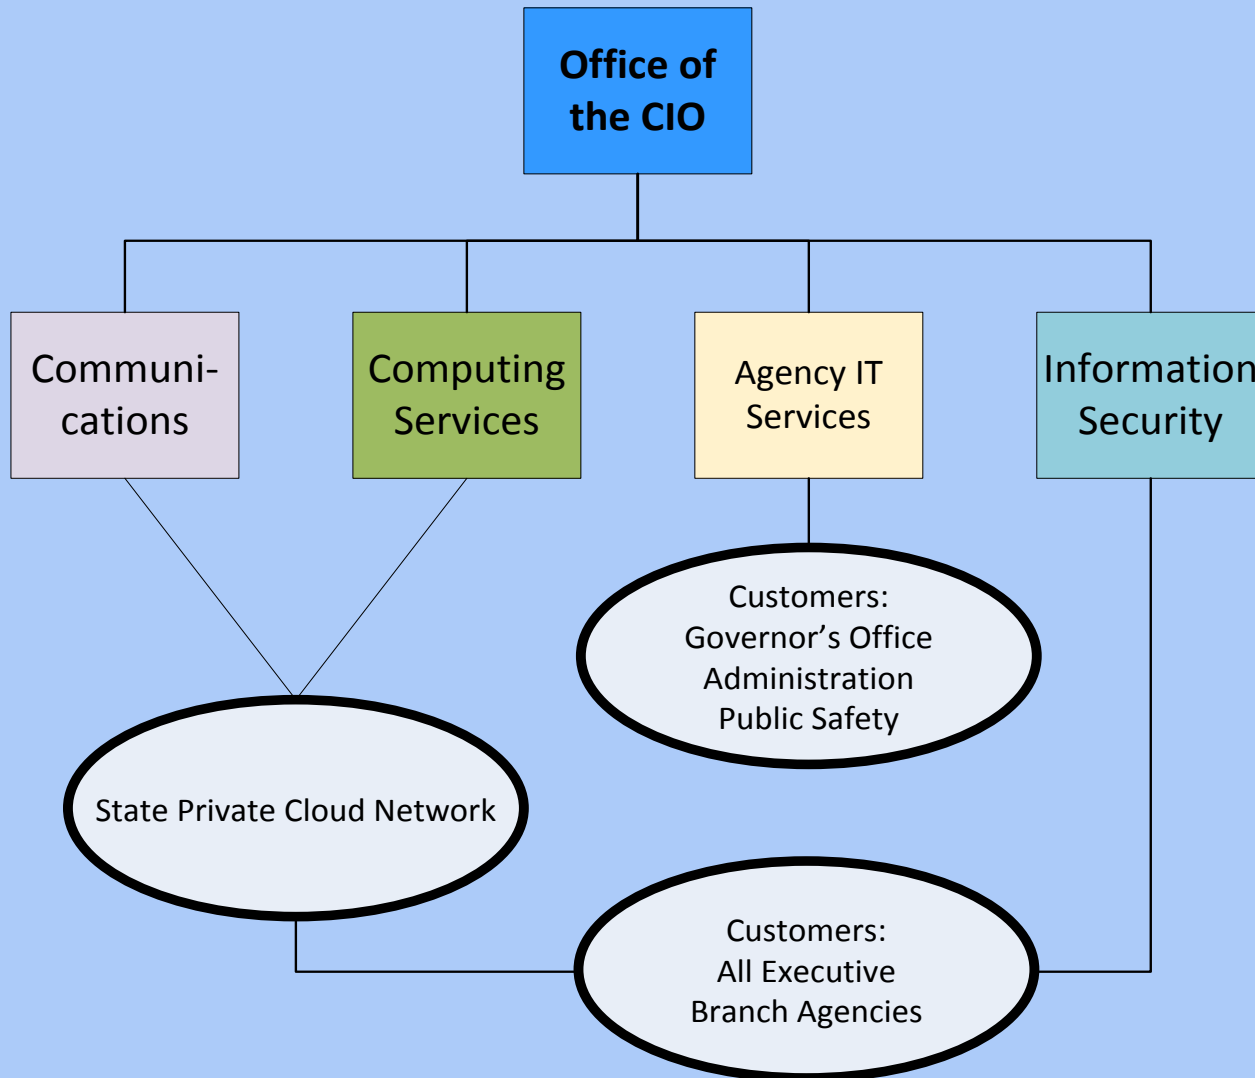 Office of
the CIO
Communi-
cations
Computing
Services
Agency IT
Services
Information
Security
Customers:
Governor’s Office
Administration
Public Safety
State Private Cloud Network
Customers:
All Executive
Branch Agencies